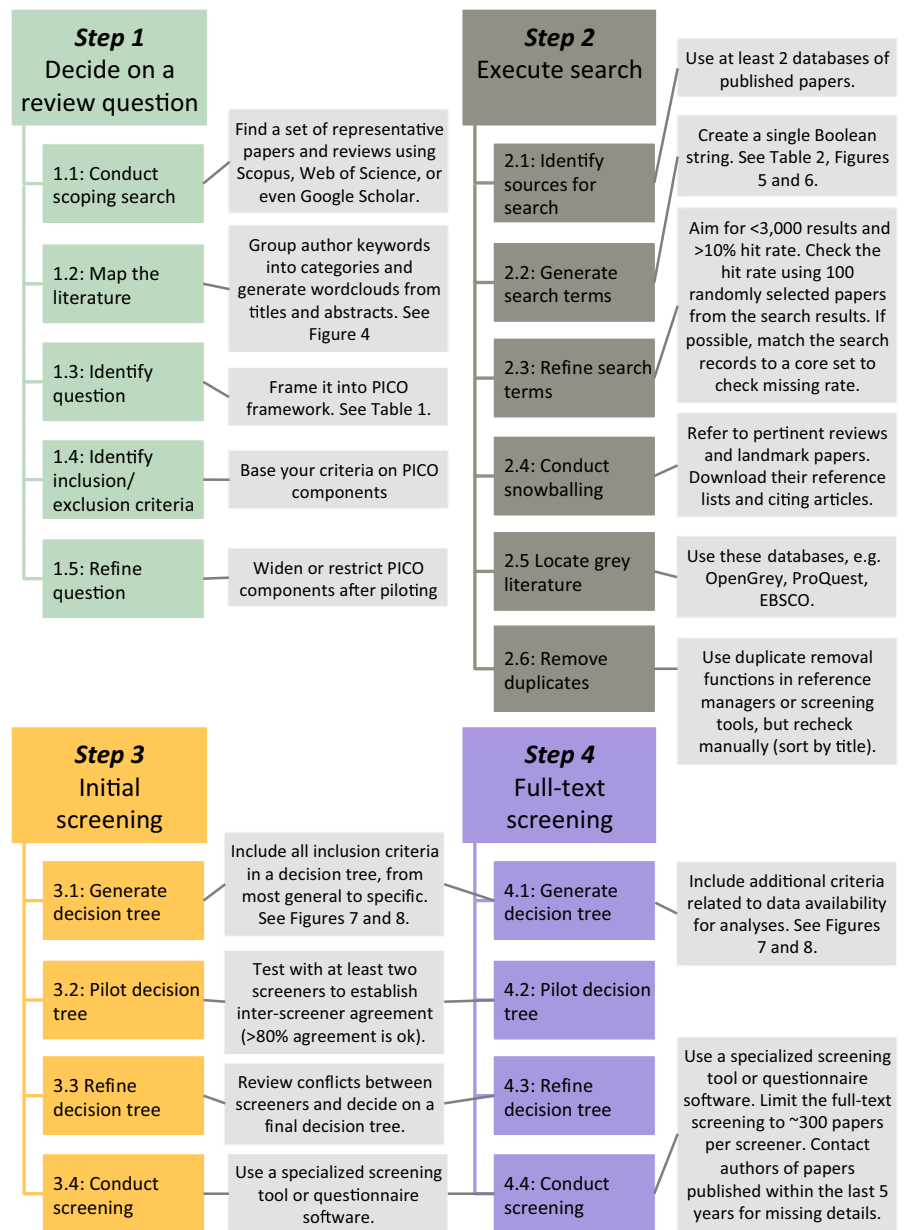 Step 1
Decide on a
review question
1.1: Conduct
scoping search
Find a set of representative
papers and reviews using
Scopus, Web of Science, or
even Google Scholar.
1.2: Map the
literature
Group author keywords
into categories and
generate wordclouds from
titles and abstracts. See
Figure 4
1.3: Identify
question
Frame it into PICO
framework. See Table 1.
1.4: Identify
inclusion/
exclusion criteria
Base your criteria on PICO
components
1.5: Refine
question
Widen or restrict PICO
components after piloting
Step 2
Execute search
2.1: Identify
sources for
search
Use at least 2 databases of
published papers.
2.2: Generate
search terms
Create a single Boolean
string. See Table 2, Figures
5 and 6.
2.3: Refine search
terms
Aim for <3,000 results and
>10% hit rate. Check the
hit rate using 100
randomly selected papers
from the search results. If
possible, match the search
records to a core set to
check missing rate.
2.4: Conduct
snowballing
Refer to pertinent reviews
and landmark papers.
Download their reference
lists and citing articles.
2.5 Locate grey
literature
Use these databases, e.g.
OpenGrey, ProQuest,
EBSCO.
2.6: Remove
duplicates
Use duplicate removal
functions in reference
managers or screening
tools, but recheck
manually (sort by title).
Step 3
Initial
screening
3.1: Generate
decision tree
Include all inclusion criteria
in a decision tree, from
most general to specific.
See Figures 7 and 8.
3.2: Pilot decision
tree
Test with at least two
screeners to establish
inter-screener agreement
(>80% agreement is ok).
3.3 Refine
decision tree
Review conflicts between
screeners and decide on a
final decision tree.
3.4: Conduct
screening
Use a specialized screening
tool or questionnaire
software.
Step 4
Full-text
screening
4.1: Generate
decision tree
Include additional criteria
related to data availability
for analyses. See Figures
7 and 8.
4.2: Pilot decision
tree
4.3: Refine
decision tree
4.4: Conduct
screening
Use a specialized screening
tool or questionnaire
software. Limit the full-text
screening to ~300 papers
per screener. Contact
authors of papers
published within the last 5
years for missing details.